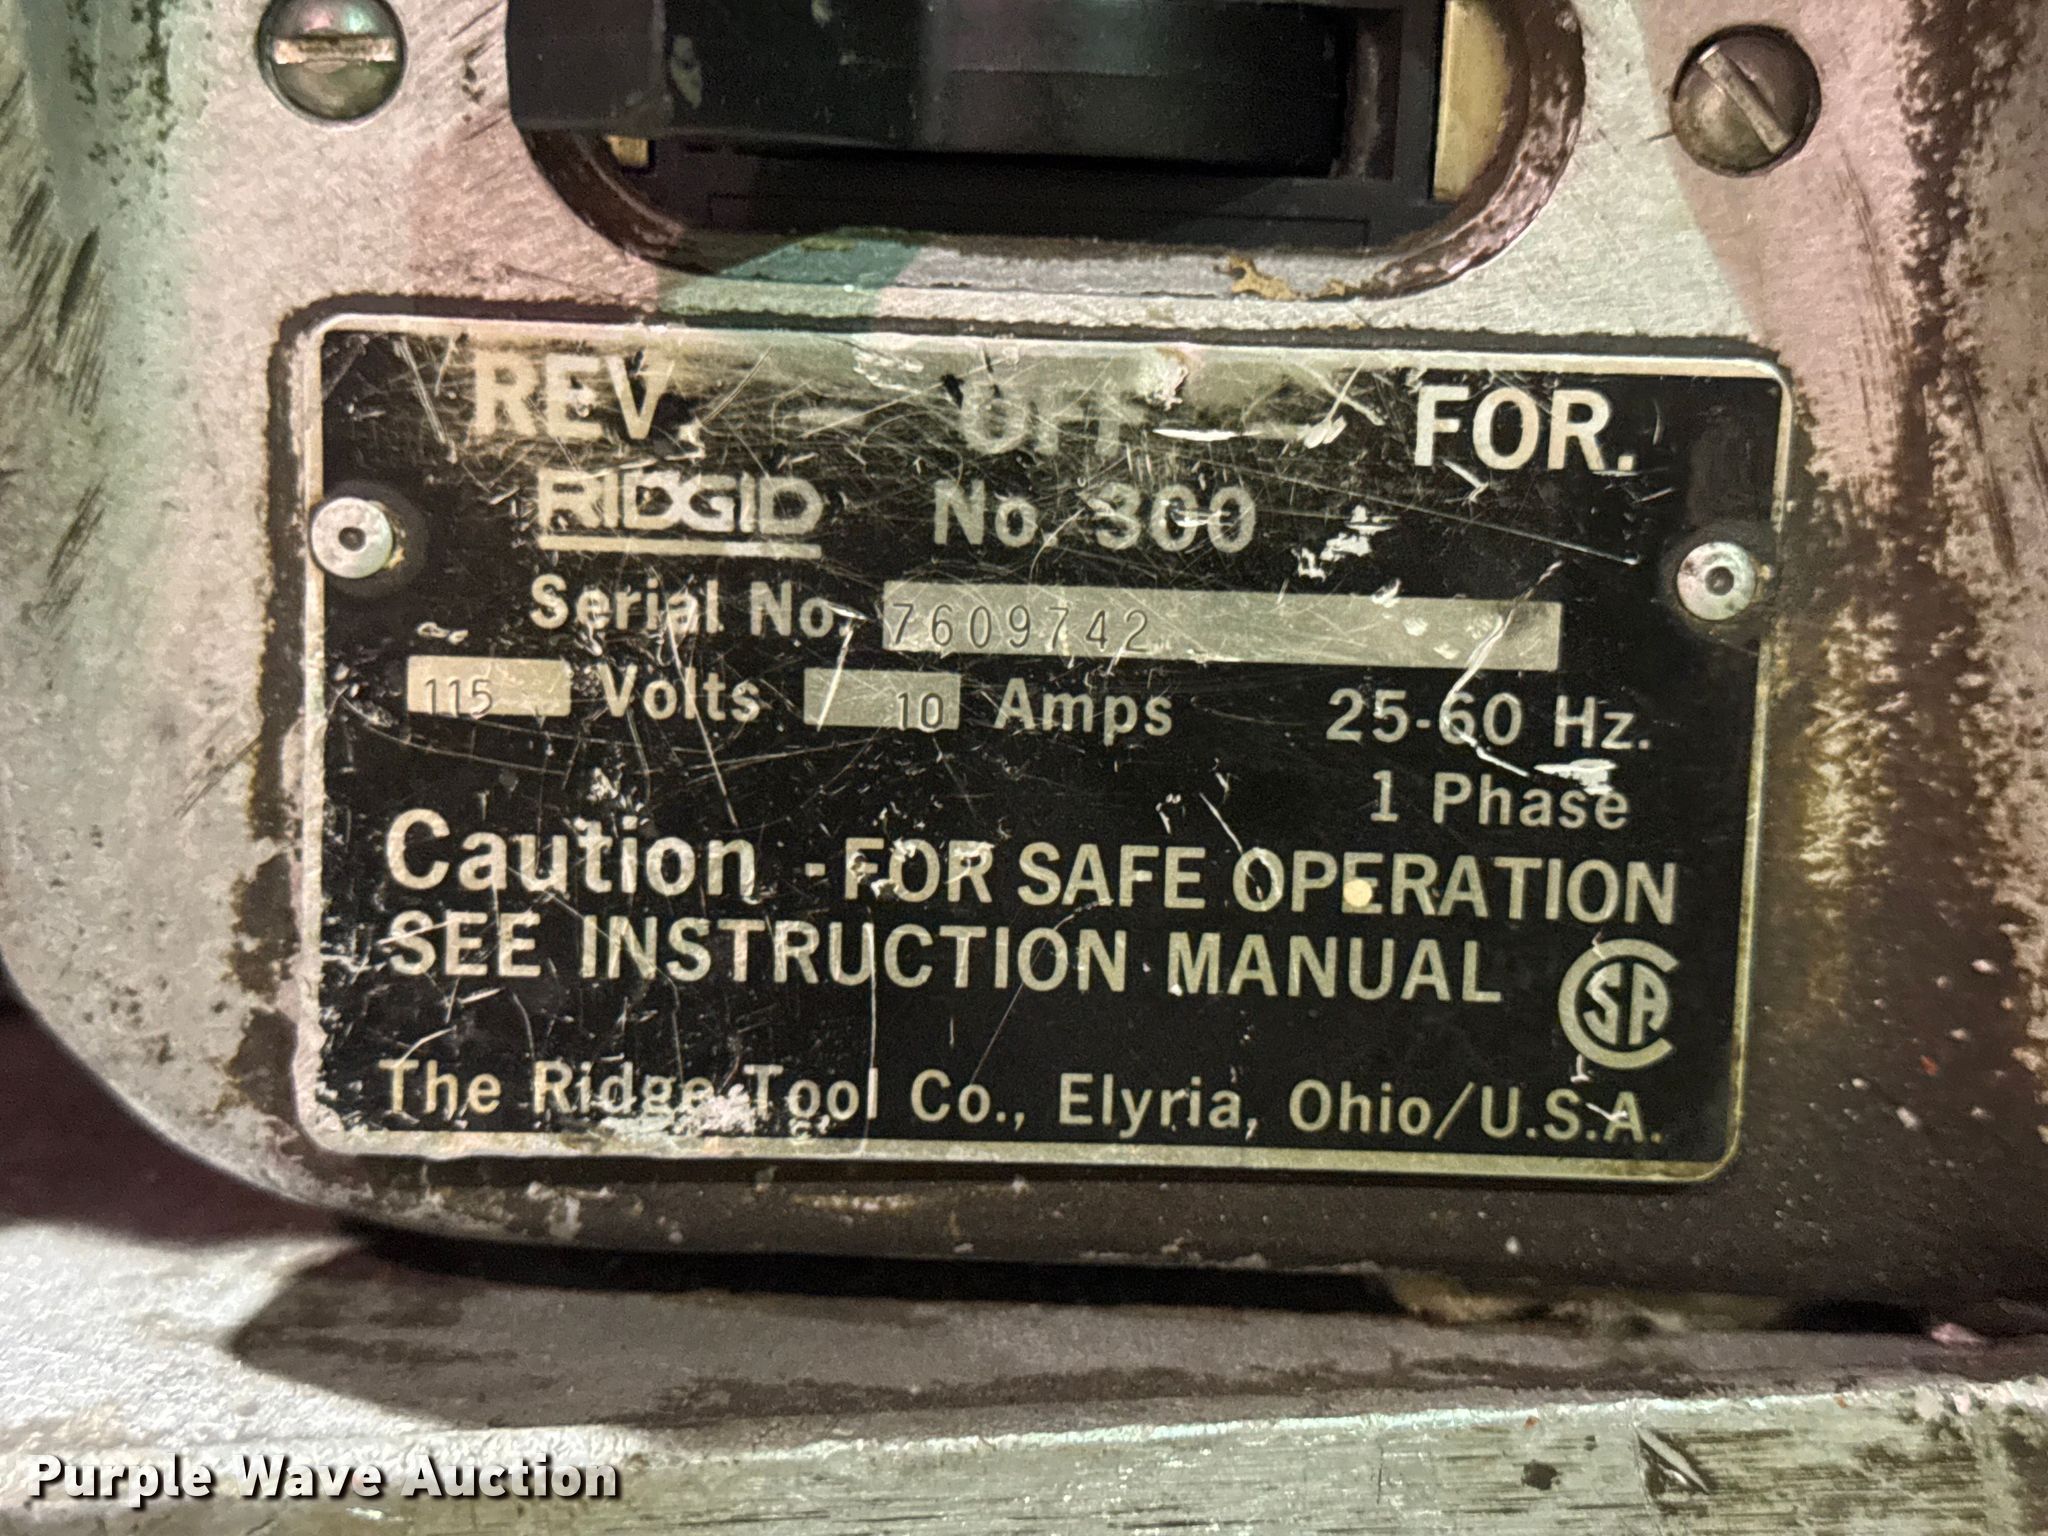 REV. OFF FOR.
RIDGID No. 300
Serial No. 7609742
115 Volts 10 Amps 25-60 Hz.
1 Phase
Caution - FOR SAFE OPERATION
SEE INSTRUCTION MANUAL
CSA
The Ridge Tool Co., Elyria, Ohio/U.S.A.
Purple Wave Auction